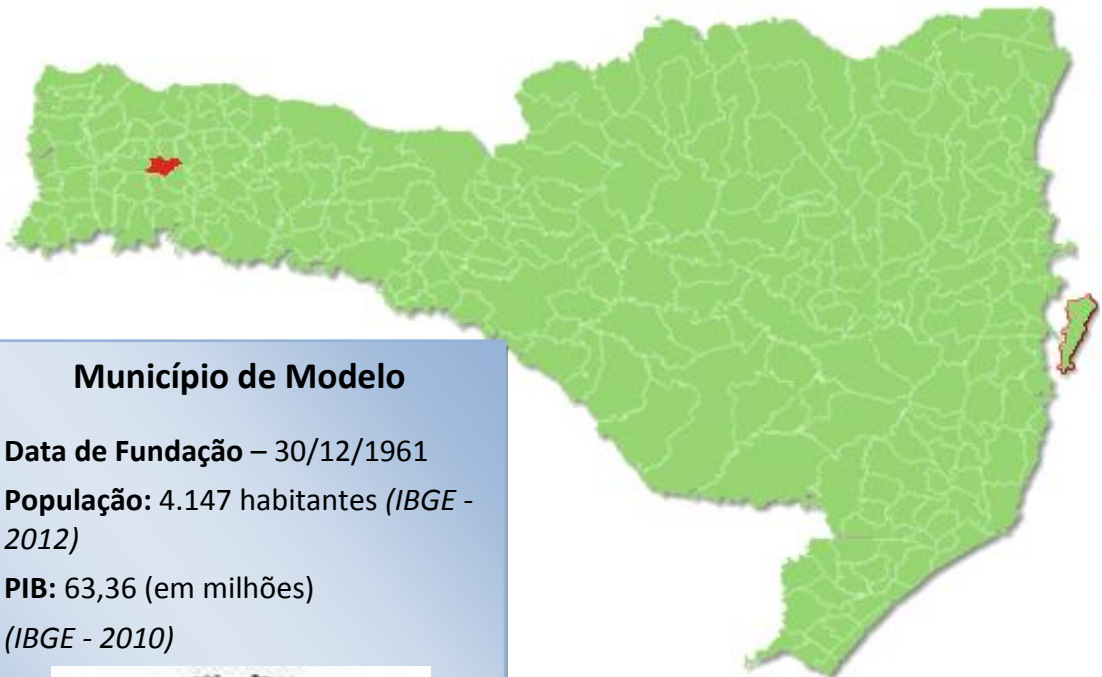 Município de Modelo
Data de Fundação – 30/12/1961
População: 4.147 habitantes (IBGE -
2012)
PIB: 63,36 (em milhões)
(IBGE - 2010)